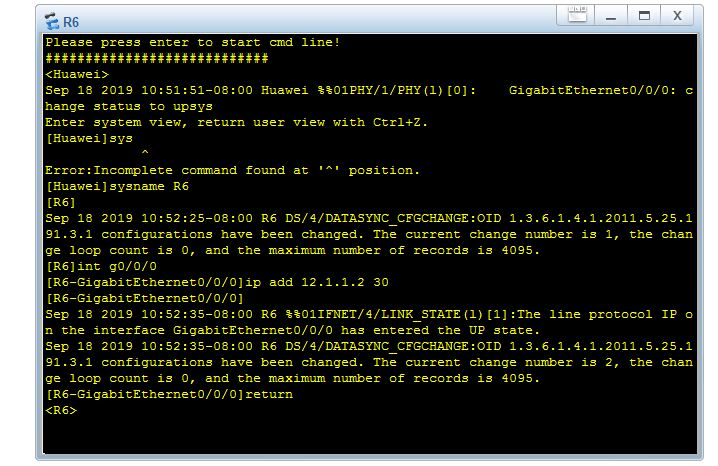 R6
Please press enter to start cmd line!
############################
<Huawei>
Sep 18 2019 10:51:51-08:00 Huawei %%01PHY/1/PHY(l)[0]:    GigabitEthernet0/0/0: c
hange status to upsys
Enter system view, return user view with Ctrl+Z.
[Huawei]sys
            ^
Error:Incomplete command found at '^' position.
[Huawei]sysname R6
[R6]
Sep 18 2019 10:52:25-08:00 R6 DS/4/DATASYNC_CFGCHANGE:OID 1.3.6.1.4.1.2011.5.25.1
91.3.1 configurations have been changed. The current change number is 1, the chan
ge loop count is 0, and the maximum number of records is 4095.
[R6]int g0/0/0
[R6-GigabitEthernet0/0/0]ip add 12.1.1.2 30
[R6-GigabitEthernet0/0/0]
Sep 18 2019 10:52:35-08:00 R6 %%01IFNET/4/LINK_STATE(l)[1]:The line protocol IP o
n the interface GigabitEthernet0/0/0 has entered the UP state.
Sep 18 2019 10:52:35-08:00 R6 DS/4/DATASYNC_CFGCHANGE:OID 1.3.6.1.4.1.2011.5.25.1
91.3.1 configurations have been changed. The current change number is 2, the chan
ge loop count is 0, and the maximum number of records is 4095.
[R6-GigabitEthernet0/0/0]return
<R6>